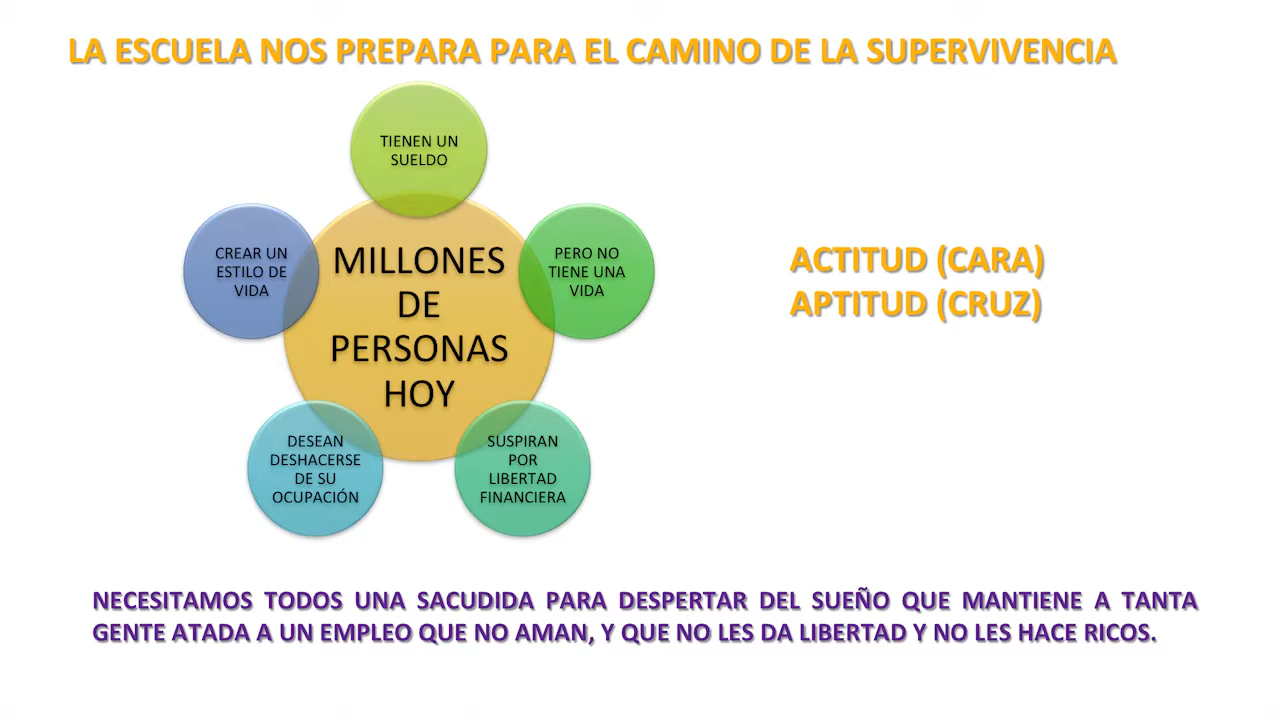 LA ESCUELA NOS PREPARA PARA EL CAMINO DE LA SUPERVIVENCIA
TIENEN UN
SUELDO
PERO NO
TIENE UNA
VIDA
SUSPIRAN
POR
LIBERTAD
FINANCIERA
DESEAN
DESHACERSE
DE SU
OCUPACIÓN
CREAR UN
ESTILO DE
VIDA
MILLONES
DE
PERSONAS
HOY
ACTITUD (CARA)
APTITUD (CRUZ)
NECESITAMOS TODOS UNA SACUDIDA PARA DESPERTAR DEL SUEÑO QUE MANTIENE A TANTA
GENTE ATADA A UN EMPLEO QUE NO AMAN, Y QUE NO LES DA LIBERTAD Y NO LES HACE RICOS.